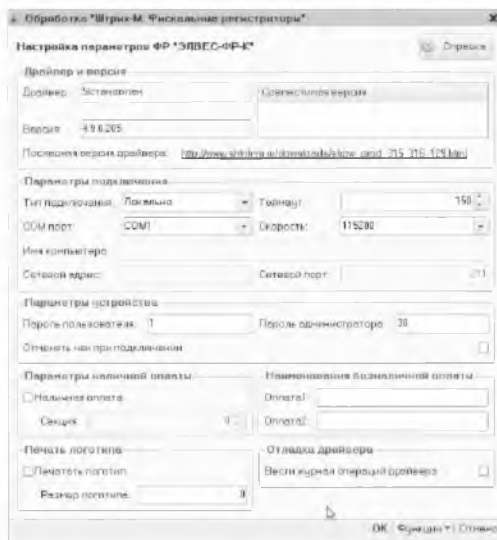 Обработка "Штрих-М: Фискальные регистраторы"
Настройка параметров ФР "ЭЛВЕС-ФР-К"
Справка
Драйвер и версия
Драйвер: Установлен
Версия: 4.9.0.205
Последняя версия драйвера:
Параметры подключения
Тип подключения: Локально Таймаут: 150
COM порт: COM1 Скорость: 115200
Имя компьютера:
Сетевой адрес: Сетевой порт: 211
Параметры устройства
Пароль пользователя: 1 Пароль администратора: 30
Отменять чек при подключении
Параметры наличной оплаты Наименования безналичной оплаты
Наличная оплата Оплата1:
Секция: 0 Оплата2:
Печать логотипа Отладка драйвера
Печатать логотип Вести журнал операций драйвера
Размер логотипа: 0
OK Функции Отмена